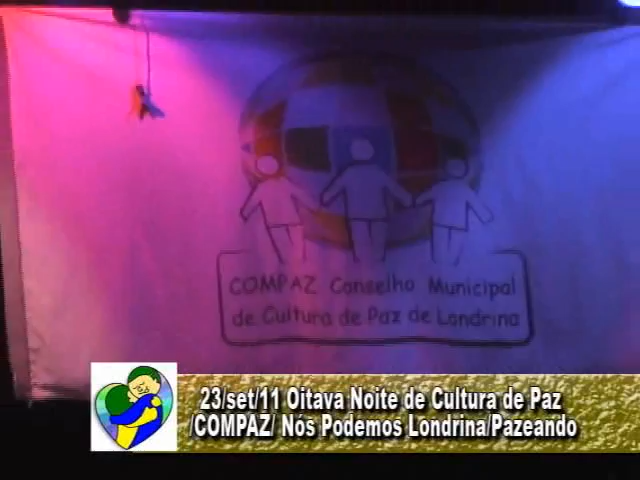 COMPAZ Conselho Municipal
de Cultura de Paz de Londrina
23/set/11 Oitava Noite de Cultura de Paz
/COMPAZ/ Nós Podemos Londrina/Pazeando